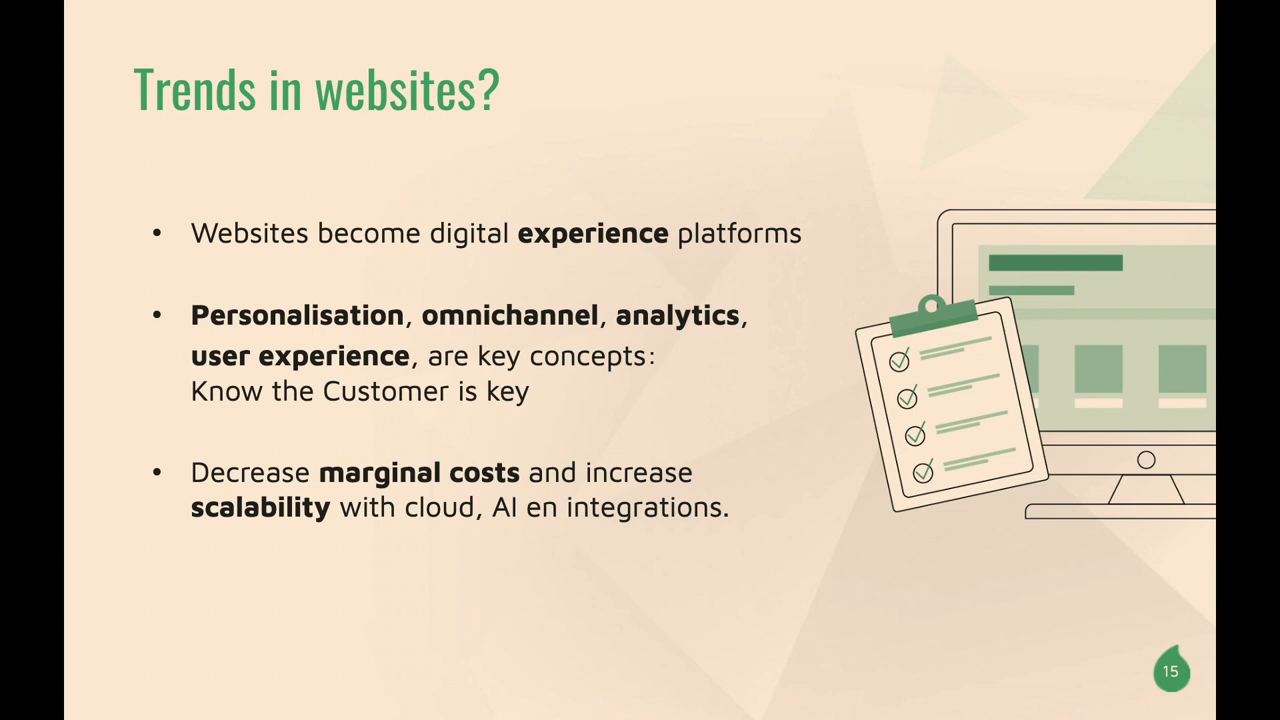 Trends in websites?
• Websites become digital experience platforms
• Personalisation, omnichannel, analytics,
user experience, are key concepts:
Know the Customer is key
• Decrease marginal costs and increase
scalability with cloud, AI en integrations.
15